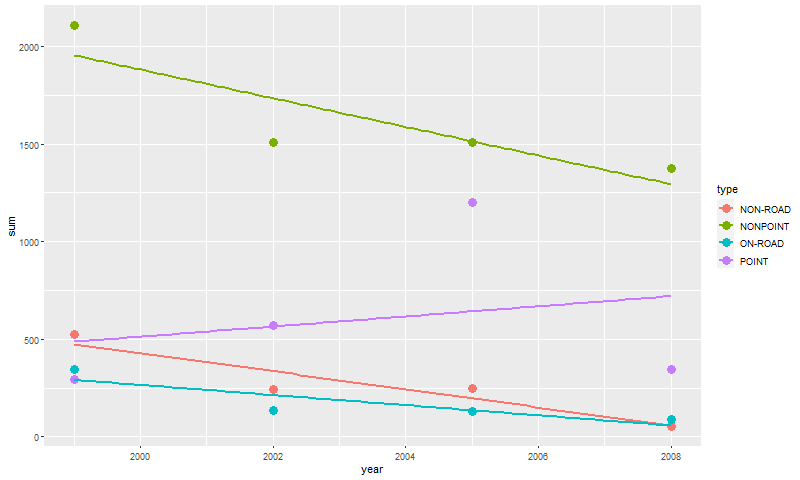 sum
2000
1500
1000
500
0
2000
2002
2004
2006
2008
year
type
NON-ROAD
NONPOINT
ON-ROAD
POINT